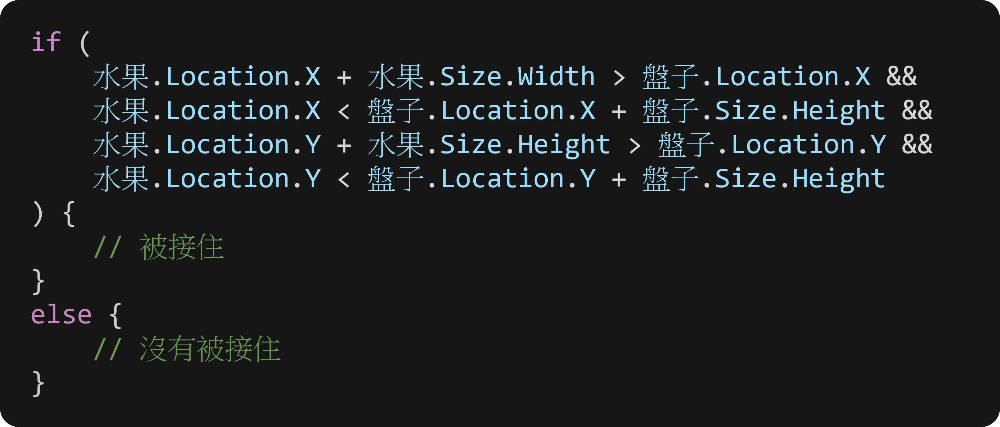 if (
    水果.Location.X + 水果.Size.Width > 盤子.Location.X &&
    水果.Location.X < 盤子.Location.X + 盤子.Size.Height &&
    水果.Location.Y + 水果.Size.Height > 盤子.Location.Y &&
    水果.Location.Y < 盤子.Location.Y + 盤子.Size.Height
) {
    // 被接住
}
else {
    // 沒有被接住
}